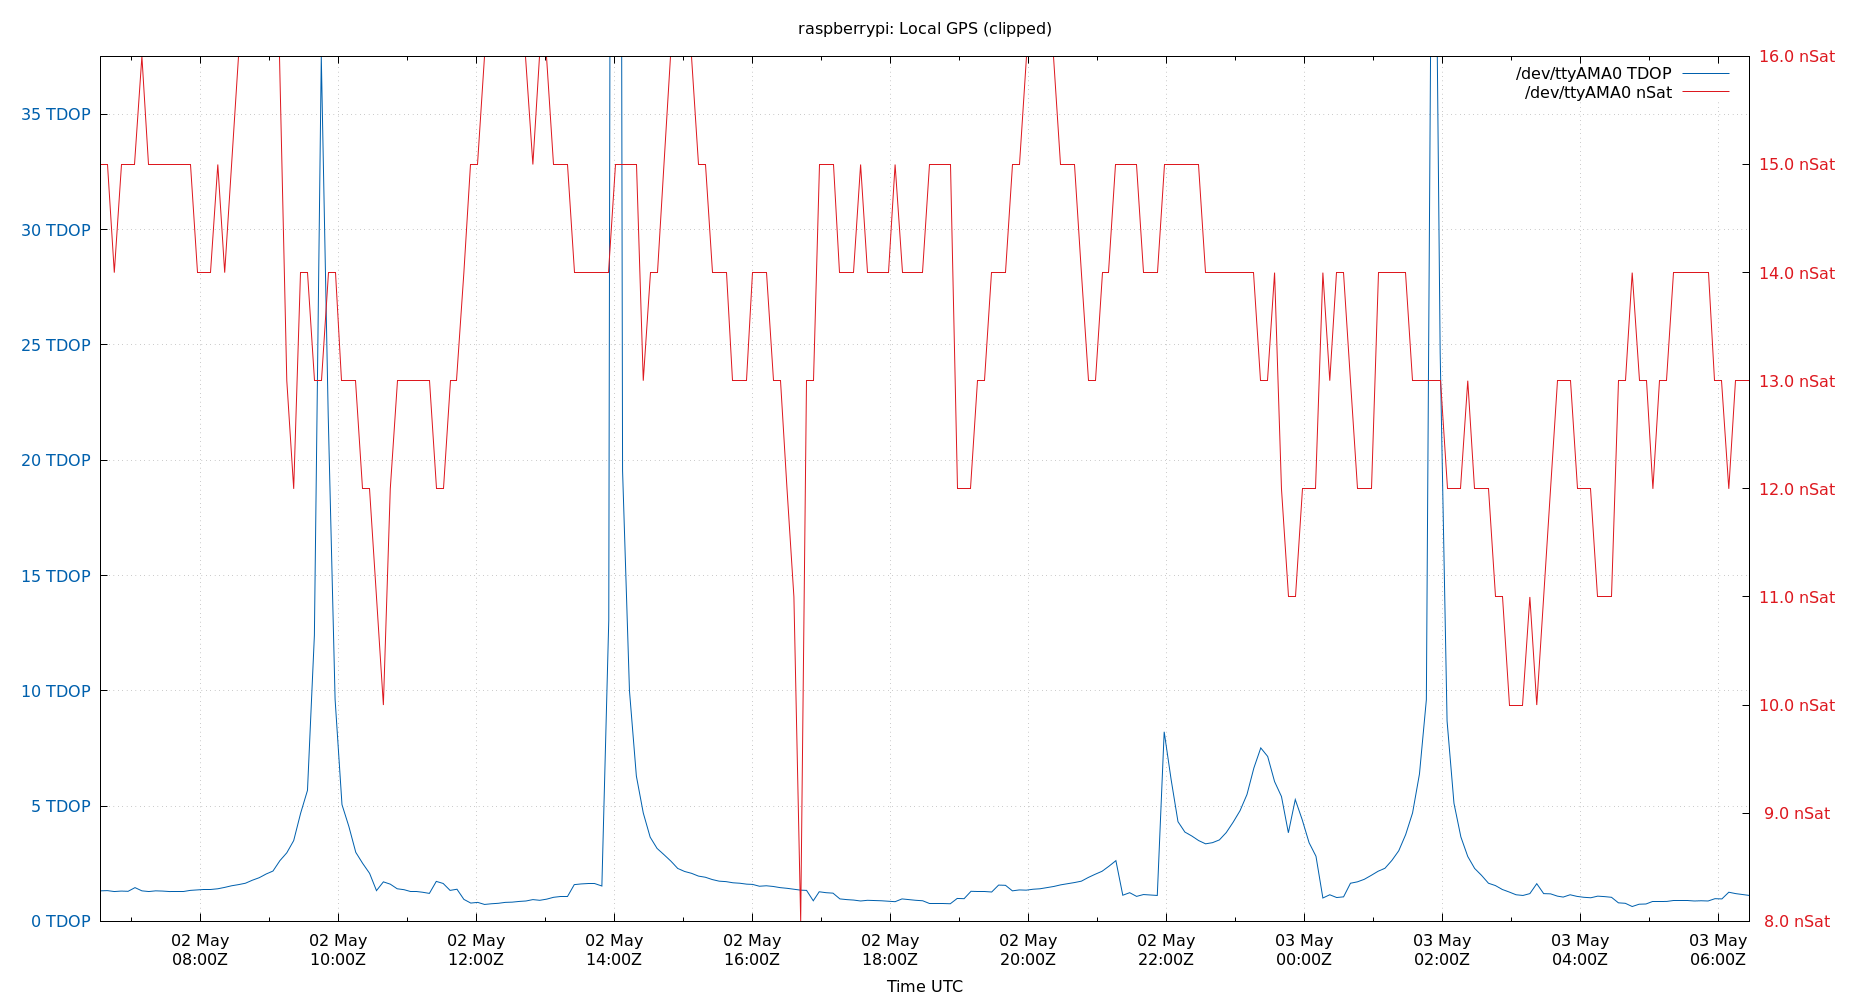 raspberrypi: Local GPS (clipped)
/dev/ttyAMA0 TDOP
/dev/ttyAMA0 nSat
35 TDOP
30 TDOP
25 TDOP
20 TDOP
15 TDOP
10 TDOP
5 TDOP
0 TDOP
16.0 nSat
15.0 nSat
14.0 nSat
13.0 nSat
12.0 nSat
11.0 nSat
10.0 nSat
9.0 nSat
8.0 nSat
02 May 02 May 02 May 02 May 02 May 02 May 02 May 02 May 03 May 03 May 03 May 03 May
08:00Z 10:00Z 12:00Z 14:00Z 16:00Z 18:00Z 20:00Z 22:00Z 00:00Z 02:00Z 04:00Z 06:00Z
Time UTC